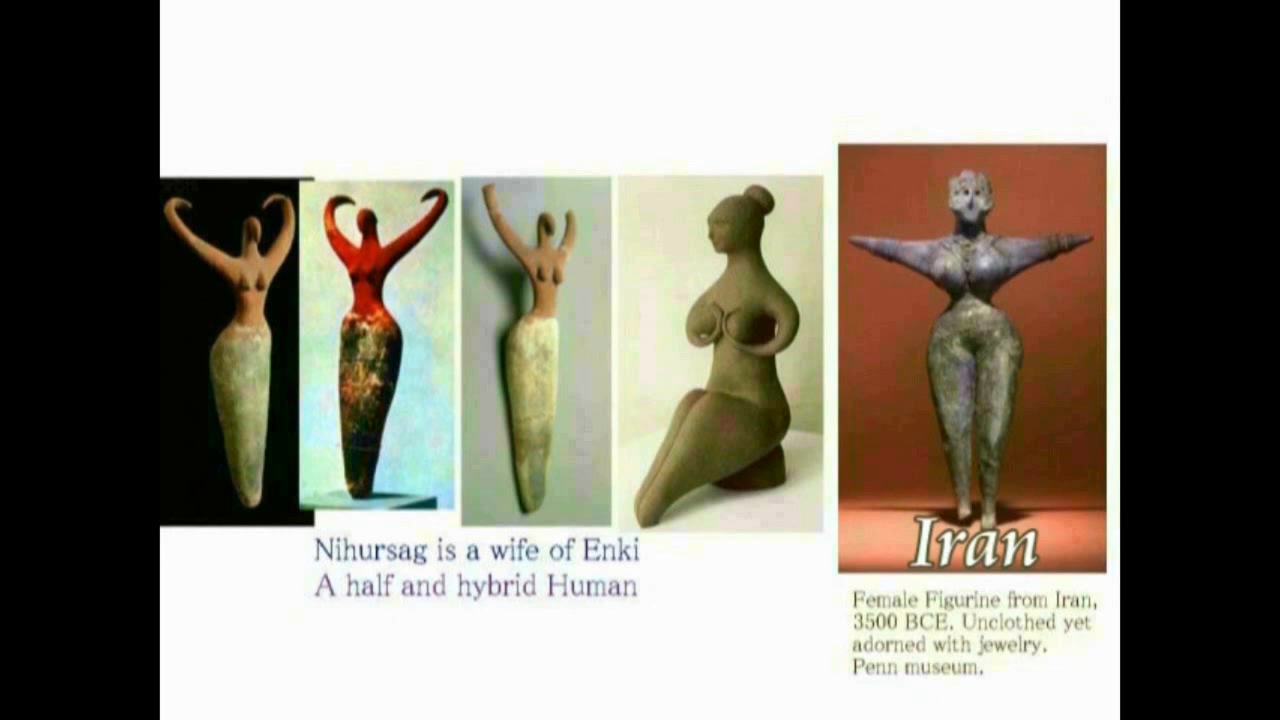 Nihursag is a wife of Enki
A half and hybrid Human
Iran
Female Figurine from Iran,
3500 BCE. Unclothed yet
adorned with jewelry.
Penn museum.